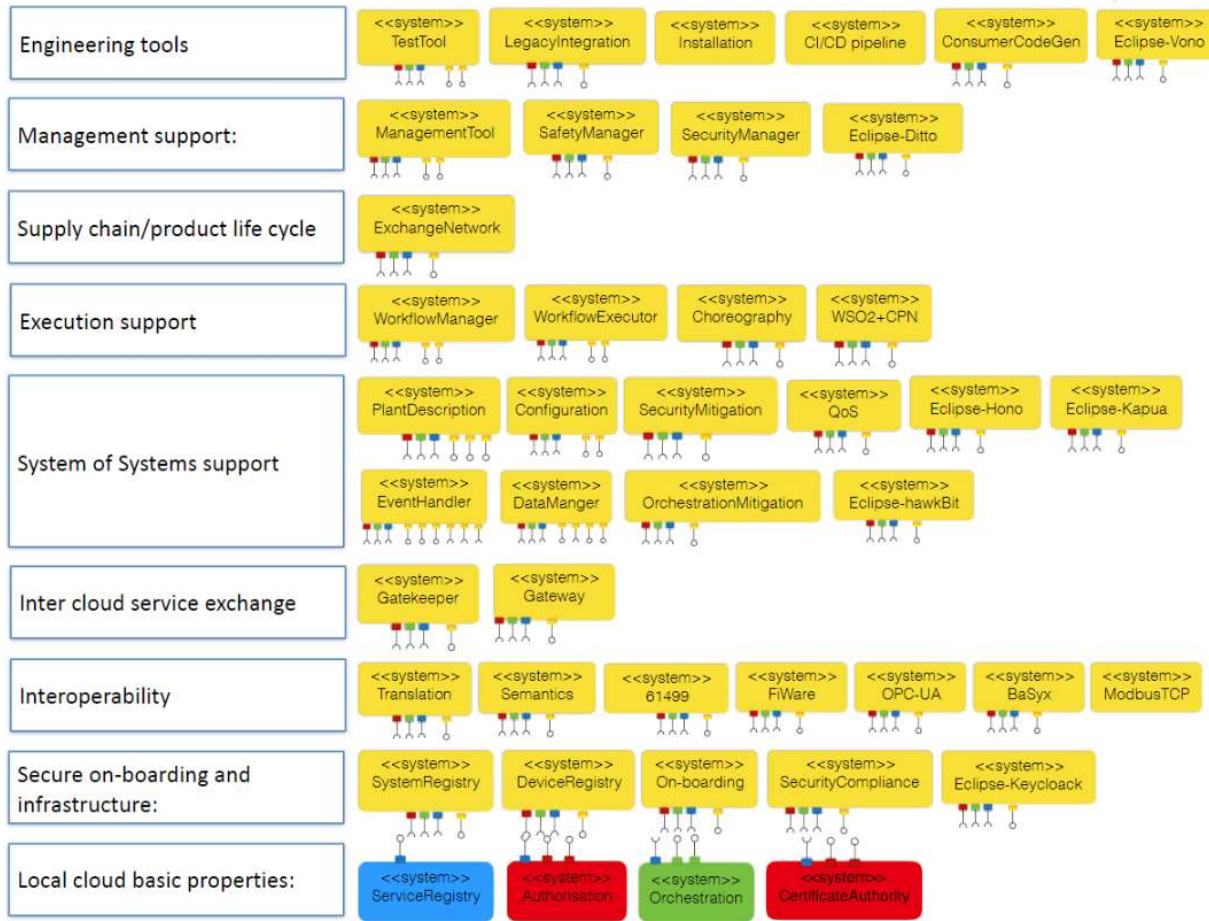 Engineering tools
<<system>> <<system>> <<system>> <<system>> <<system>> <<system>>
TestTool LegacyIntegration Installation CI/CD pipeline ConsumerCodeGen Eclipse-Vono
Management support:
<<system>> <<system>> <<system>> <<system>>
ManagementTool SafetyManager SecurityManager Eclipse-Ditto
Supply chain/product life cycle
<<system>>
ExchangeNetwork
Execution support
<<system>> <<system>> <<system>> <<system>>
WorkflowManager WorkflowExecutor Choreography WSO2+CPN
System of Systems support
<<system>> <<system>> <<system>> <<system>> <<system>> <<system>>
PlantDescription Configuration SecurityMitigation QoS Eclipse-Hono Eclipse-Kapua
<<system>> <<system>> <<system>> <<system>>
EventHandler DataManger OrchestrationMitigation Eclipse-hawkBit
Inter cloud service exchange
<<system>> <<system>>
Gatekeeper Gateway
Interoperability
<<system>> <<system>> <<system>> <<system>> <<system>> <<system>> <<system>>
Translation Semantics 61499 FiWare OPC-UA BaSyx ModbusTCP
Secure on-boarding and
infrastructure:
<<system>> <<system>> <<system>> <<system>> <<system>>
SystemRegistry DeviceRegistry On-boarding SecurityCompliance Eclipse-Keycloack
Local cloud basic properties:
<<system>> <<system>> <<system>> <<system>>
ServiceRegistry Authorisation Orchestration CertificateAuthority